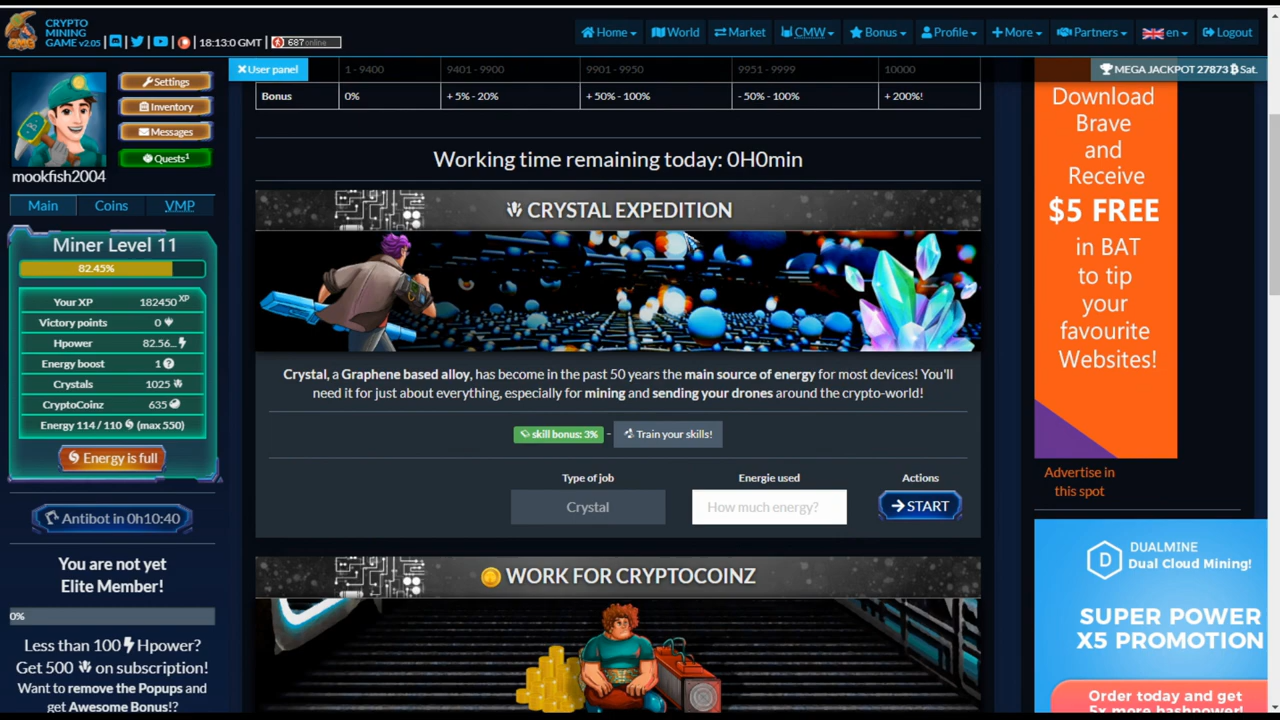 CRYPTO
MINING
GAME v2.05
18:13:0 GMT
687 online
Home
World
Market
CMW
Bonus
Profile
More
Partners
en
Logout
Settings
Inventory
Messages
Quests1
mookfish2004
Main Coins VMP
Miner Level 11
82.45%
Your XP 182450 XP
Victory points 0
Hpower 82.56...
Energy boost 1
Crystals 1025
CryptoCoinz 635
Energy 114 / 110 (max 550)
Energy is full
Antibot in 0h10:40
You are not yet
Elite Member!
0%
Less than 100 Hpower?
Get 500 on subscription!
Want to remove the Popups and
get Awesome Bonus!?
User panel
1 - 9400 9401 - 9900 9901 - 9950 9951 - 9999 10000
Bonus 0% + 5% - 20% + 50% - 100% - 50% - 100% + 200%!
Working time remaining today: 0H0min
CRYSTAL EXPEDITION
Crystal, a Graphene based alloy, has become in the past 50 years the main source of energy for most devices! You'll
need it for just about everything, especially for mining and sending your drones around the crypto-world!
skill bonus: 3% - Train your skills!
Type of job Energie used Actions
Crystal How much energy? START
WORK FOR CRYPTOCOINZ
MEGA JACKPOT 27873 Sat.
Download
Brave
and
Receive
$5 FREE
in BAT
to tip
your
favourite
Websites!
Advertise in
this spot
DUALMINE
Dual Cloud Mining!
SUPER POWER
X5 PROMOTION
Order today and get
5x more hashpower!